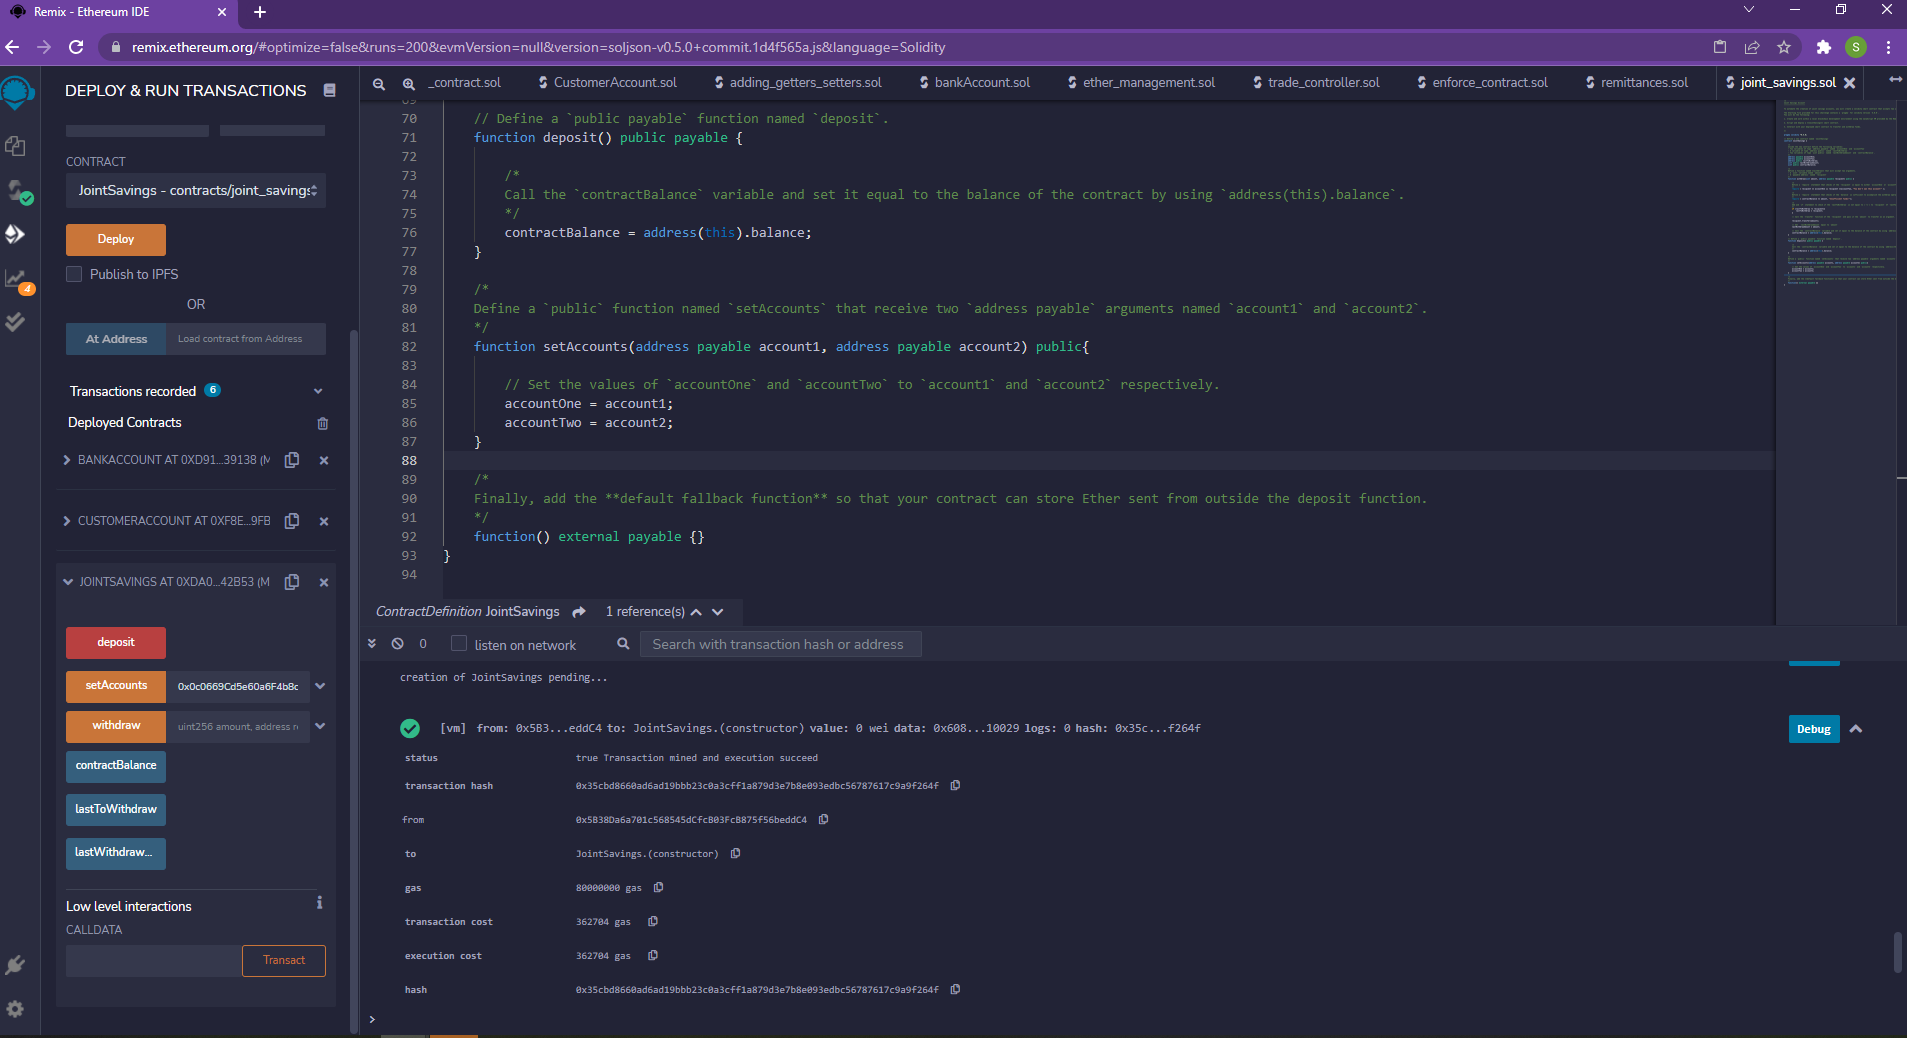 Remix - Ethereum IDE
remix.ethereum.org/#optimize=false&runs=200&evmVersion=null&version=soljson-v0.5.0+commit.1d4f565a.js&language=Solidity
S
DEPLOY & RUN TRANSACTIONS
_contract.sol
CustomerAccount.sol
adding_getters_setters.sol
bankAccount.sol
ether_management.sol
trade_controller.sol
enforce_contract.sol
remittances.sol
joint_savings.sol
CONTRACT
JointSavings - contracts/joint_savings
Deploy
Publish to IPFS
4
OR
At Address
Load contract from Address
Transactions recorded 6
Deployed Contracts
BANKACCOUNT AT 0XD91...39138 (M
CUSTOMERACCOUNT AT 0XF8E...9FB
JOINTSAVINGS AT 0XDA0...42B53 (M
deposit
setAccounts 0x0c0669Cd5e60a6F4b8c
withdraw uint256 amount, address r
contractBalance
lastToWithdraw
lastWithdraw...
Low level interactions
i
CALLDATA
Transact
69
70 // Define a `public payable` function named `deposit`.
71 function deposit() public payable {
72
73 /*
74 Call the `contractBalance` variable and set it equal to the balance of the contract by using `address(this).balance`.
75 */
76 contractBalance = address(this).balance;
77 }
78
79 /*
80 Define a `public` function named `setAccounts` that receive two `address payable` arguments named `account1` and `account2`.
81 */
82 function setAccounts(address payable account1, address payable account2) public{
83
84 // Set the values of `accountOne` and `accountTwo` to `account1` and `account2` respectively.
85 accountOne = account1;
86 accountTwo = account2;
87 }
88
89 /*
90 Finally, add the **default fallback function** so that your contract can store Ether sent from outside the deposit function.
91 */
92 function() external payable {}
93 }
94
ContractDefinition JointSavings 1 reference(s)
0 listen on network Search with transaction hash or address
creation of JointSavings pending...
[vm] from: 0x5B3...eddC4 to: JointSavings.(constructor) value: 0 wei data: 0x608...10029 logs: 0 hash: 0x35c...f264f
Debug
status true Transaction mined and execution succeed
transaction hash 0x35cbd8660ad6ad19bbb23c0a3cff1a879d3e7b8e093edbc56787617c9a9f264f
from 0x5B38Da6a701c568545dCfcB03FcB875f56beddC4
to JointSavings.(constructor)
gas 80000000 gas
transaction cost 362704 gas
execution cost 362704 gas
hash 0x35cbd8660ad6ad19bbb23c0a3cff1a879d3e7b8e093edbc56787617c9a9f264f
>